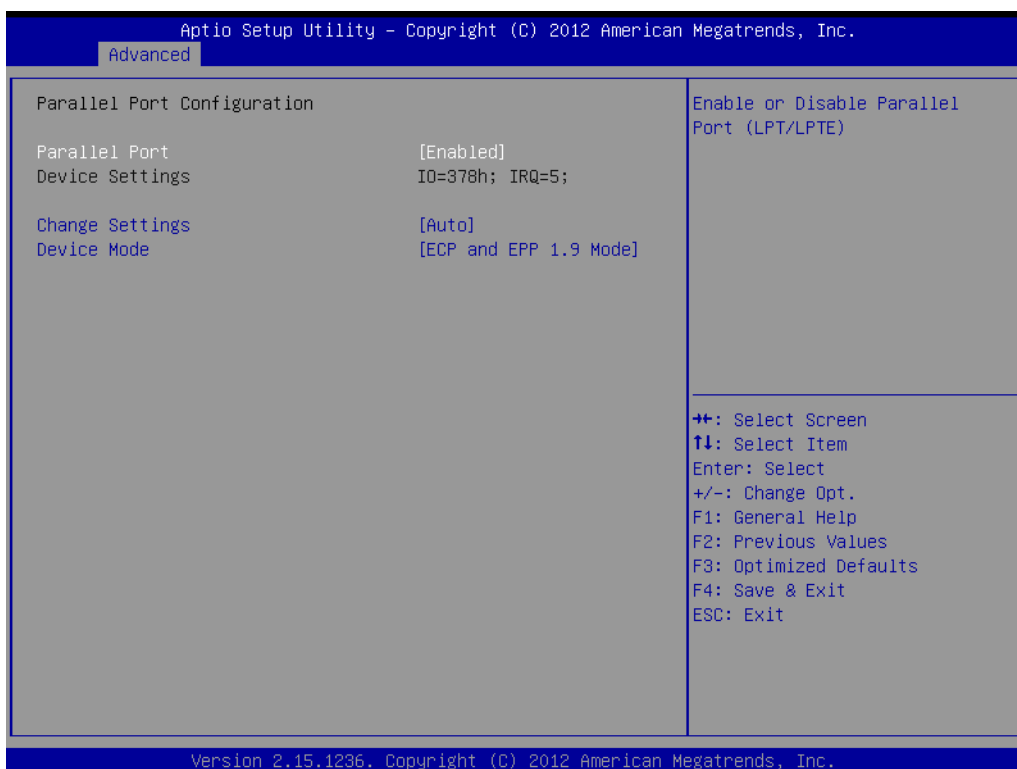 Aptio Setup Utility – Copyright (C) 2012 American Megatrends, Inc.
Advanced
Parallel Port Configuration
Parallel Port [Enabled]
Device Settings IO=378h; IRQ=5;
Change Settings [Auto]
Device Mode [ECP and EPP 1.9 Mode]
Enable or Disable Parallel
Port (LPT/LPTE)
→←: Select Screen
↑↓: Select Item
Enter: Select
+/-: Change Opt.
F1: General Help
F2: Previous Values
F3: Optimized Defaults
F4: Save & Exit
ESC: Exit
Version 2.15.1236. Copyright (C) 2012 American Megatrends, Inc.